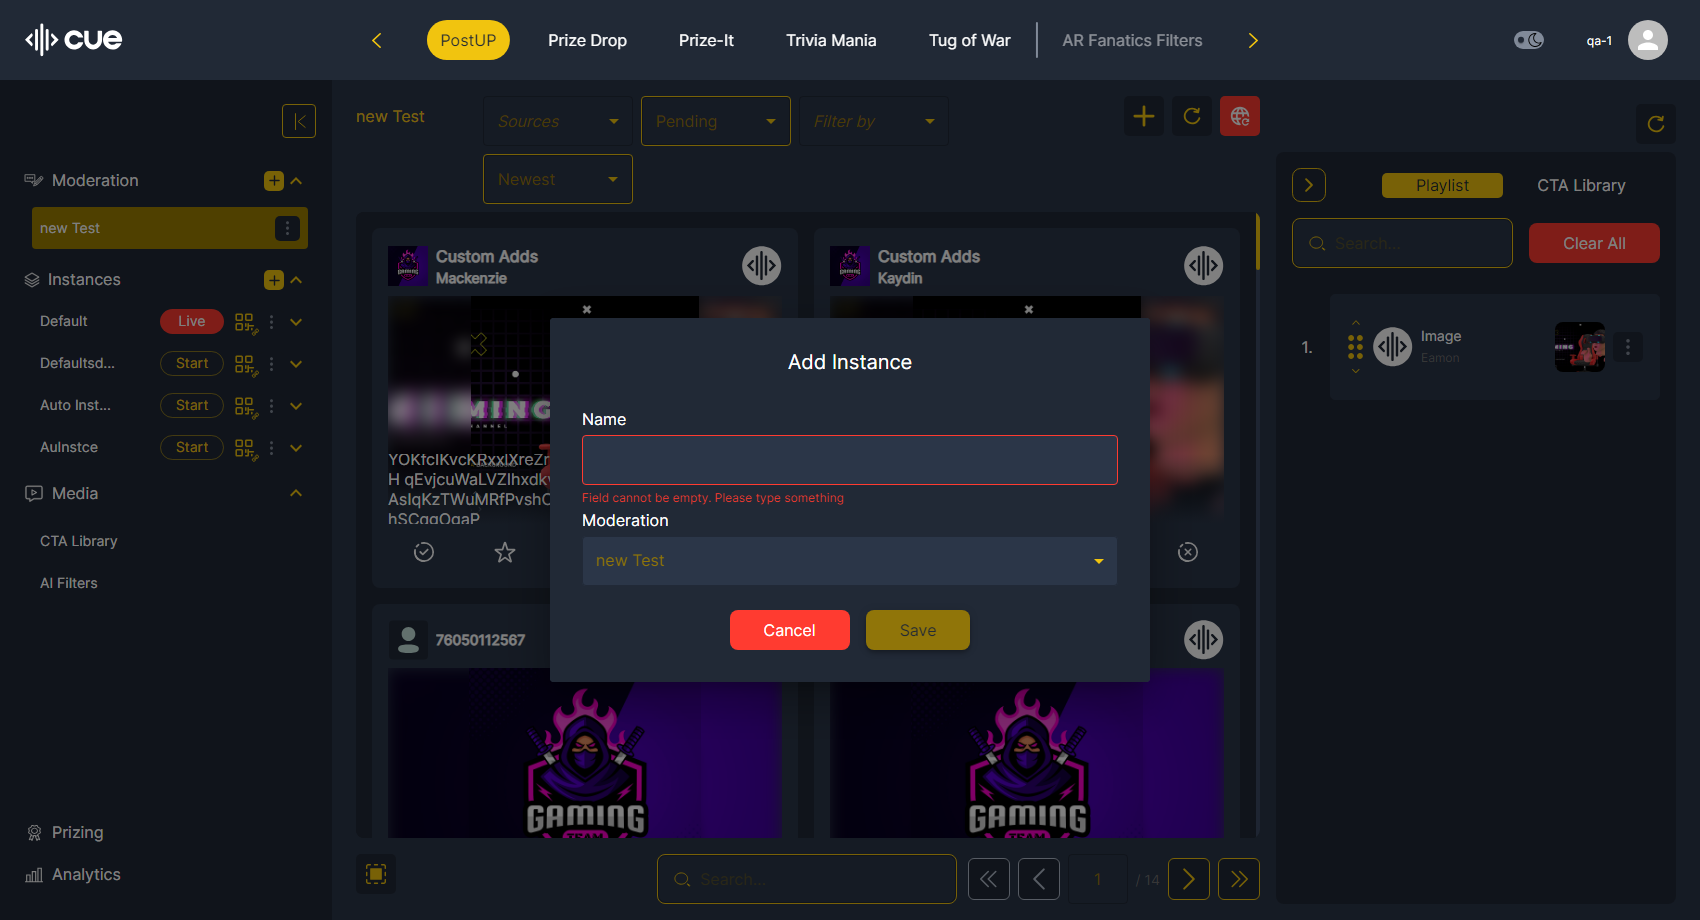 cue
PostUP
Prize Drop
Prize-It
Trivia Mania
Tug of War
AR Fanatics Filters
qa-1
Moderation
new Test
Instances
Default
Live
Defaultsd...
Start
Auto Inst...
Start
AuInstce
Start
Media
CTA Library
AI Filters
Prizing
Analytics
new Test
Sources
Pending
Filter by
Newest
Custom Adds
Mackenzie
Custom Adds
Kaydin
76050112567
GAMING
TEAM
GAMING
TEAM
Search...
1
/ 14
Add Instance
Name
Field cannot be empty. Please type something
Moderation
new Test
Cancel
Save
Playlist
CTA Library
Search...
Clear All
1.
Image
Eamon